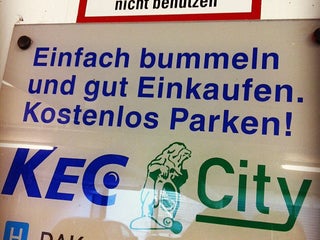 nicht benutzen
Einfach bummeln
und gut Einkaufen.
Kostenlos Parken!
KEC City
H